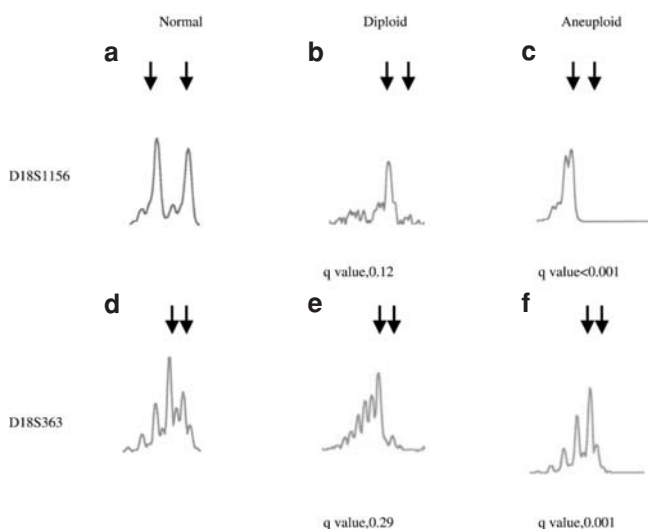 Normal Diploid Aneuploid
a b c
D18S1156
q value,0.12 q value<0.001
d e f
D18S363
q value,0.29 q value,0.001